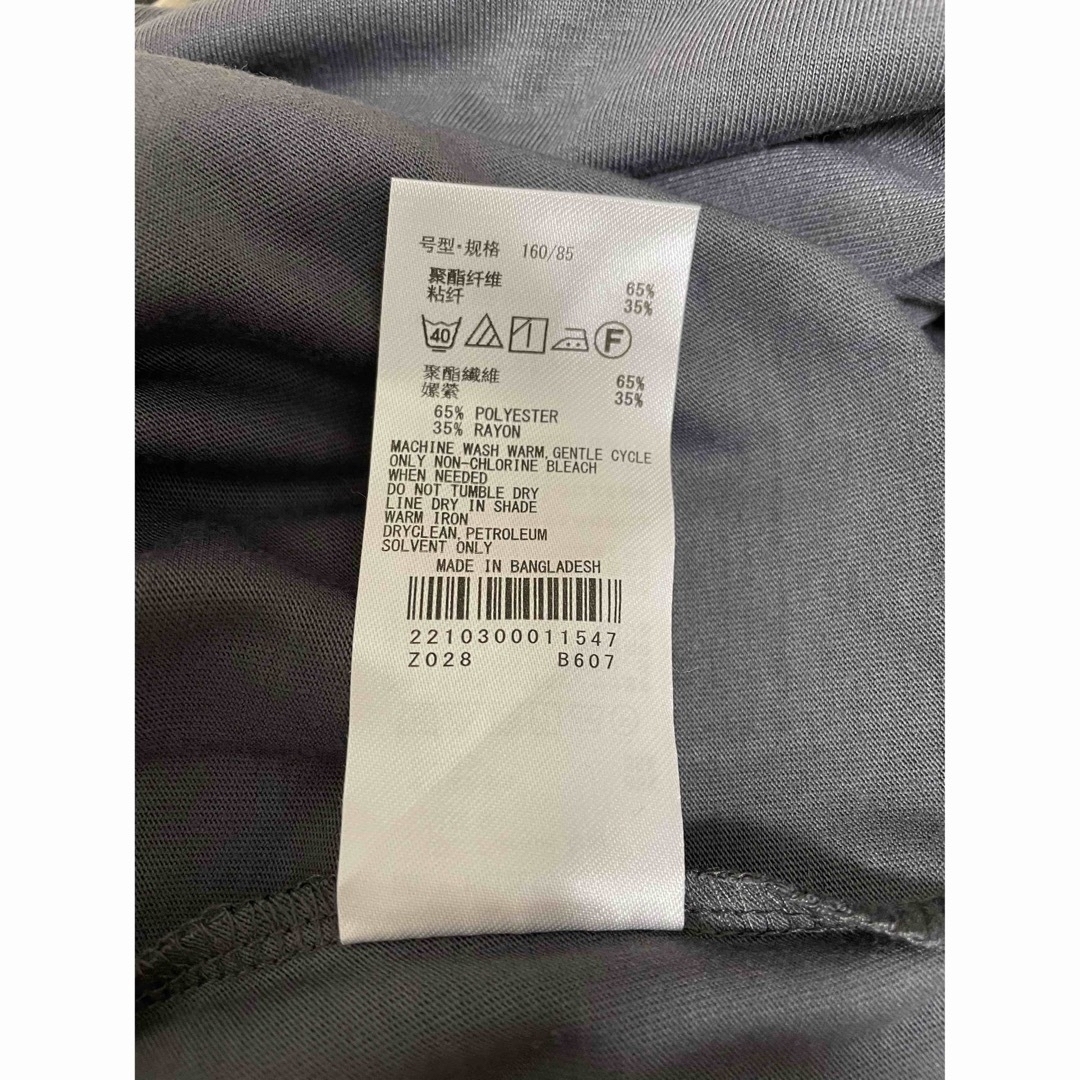 号型·规格 160/85
聚酯纤维 65%
粘纤 35%
40 F
聚酯纖維 65%
嫘縈 35%
65% POLYESTER
35% RAYON
MACHINE WASH WARM, GENTLE CYCLE
ONLY NON-CHLORINE BLEACH
WHEN NEEDED
DO NOT TUMBLE DRY
LINE DRY IN SHADE
WARM IRON
DRYCLEAN, PETROLEUM
SOLVENT ONLY
MADE IN BANGLADESH
2210300011547
Z028 B607